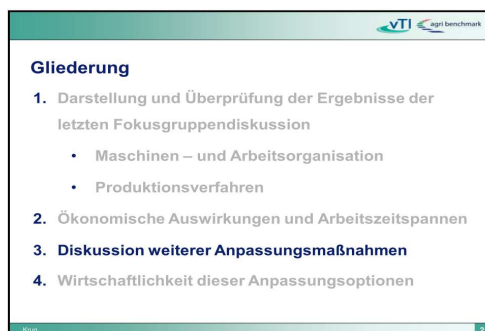 vTI agri benchmark
Gliederung
1. Darstellung und Überprüfung der Ergebnisse der
letzten Fokusgruppendiskussion
• Maschinen – und Arbeitsorganisation
• Produktionsverfahren
2. Ökonomische Auswirkungen und Arbeitszeitspannen
3. Diskussion weiterer Anpassungsmaßnahmen
4. Wirtschaftlichkeit dieser Anpassungsoptionen
Krug